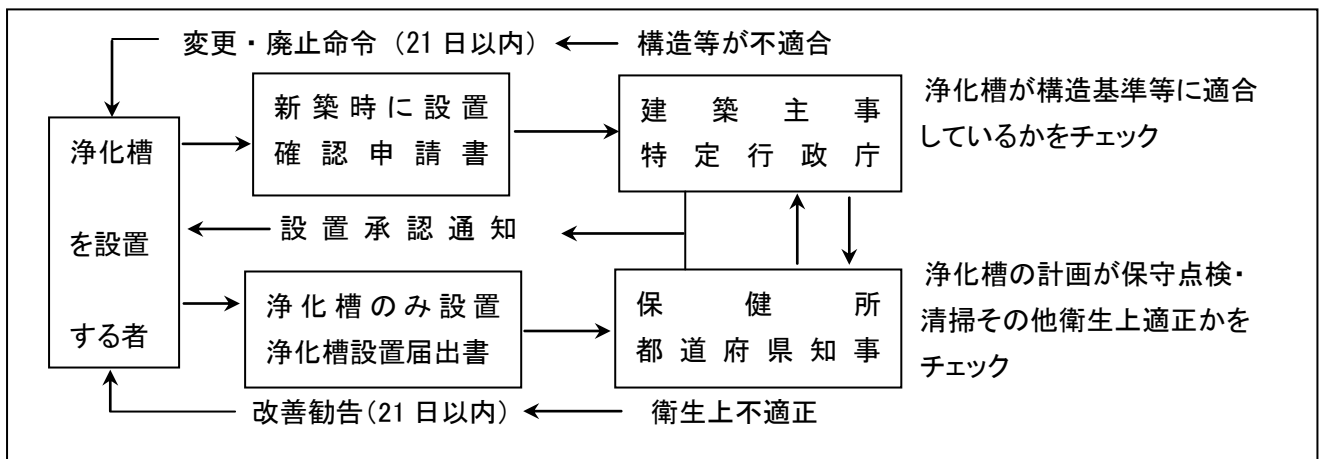 変更・廃止命令（21日以内）
構造等が不適合
浄化槽
を設置
する者
新築時に設置
確認申請書
建築主事
特定行政庁
浄化槽が構造基準等に適合
しているかをチェック
設置承認通知
浄化槽のみ設置
浄化槽設置届出書
保健所
都道府県知事
浄化槽の計画が保守点検・
清掃その他衛生上適正かを
チェック
改善勧告（21日以内）
衛生上不適正